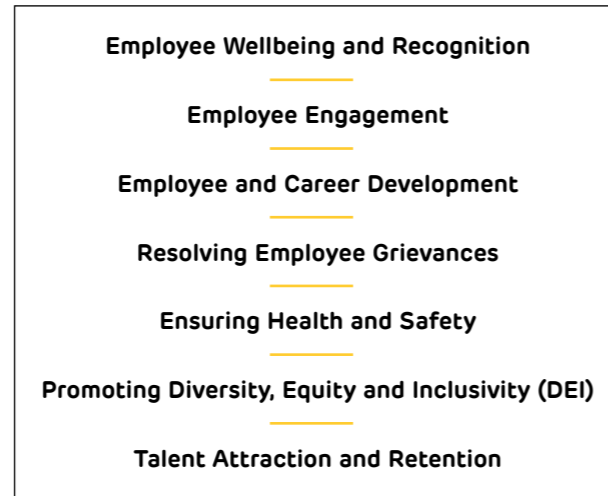 Employee Wellbeing and Recognition
Employee Engagement
Employee and Career Development
Resolving Employee Grievances
Ensuring Health and Safety
Promoting Diversity, Equity and Inclusivity (DEI)
Talent Attraction and Retention